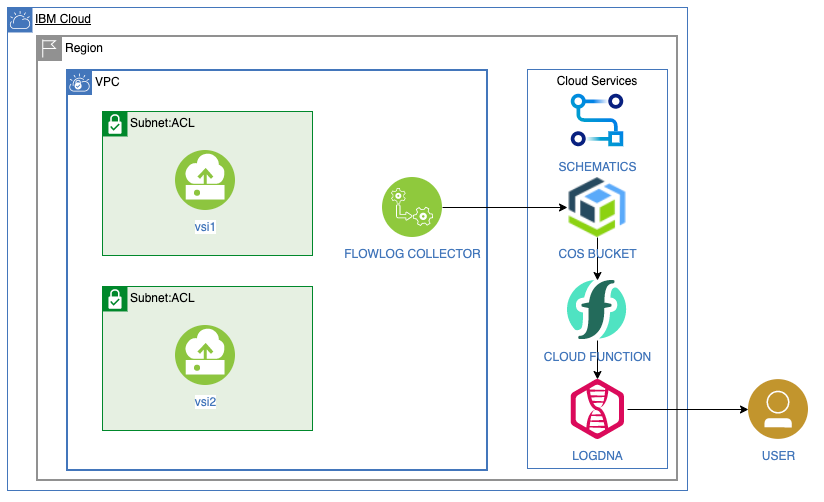 IBM Cloud
Region
VPC
Cloud Services
Subnet:ACL
vsi1
SCHEMATICS
FLOWLOG COLLECTOR
COS BUCKET
Subnet:ACL
vsi2
CLOUD FUNCTION
LOGDNA
USER